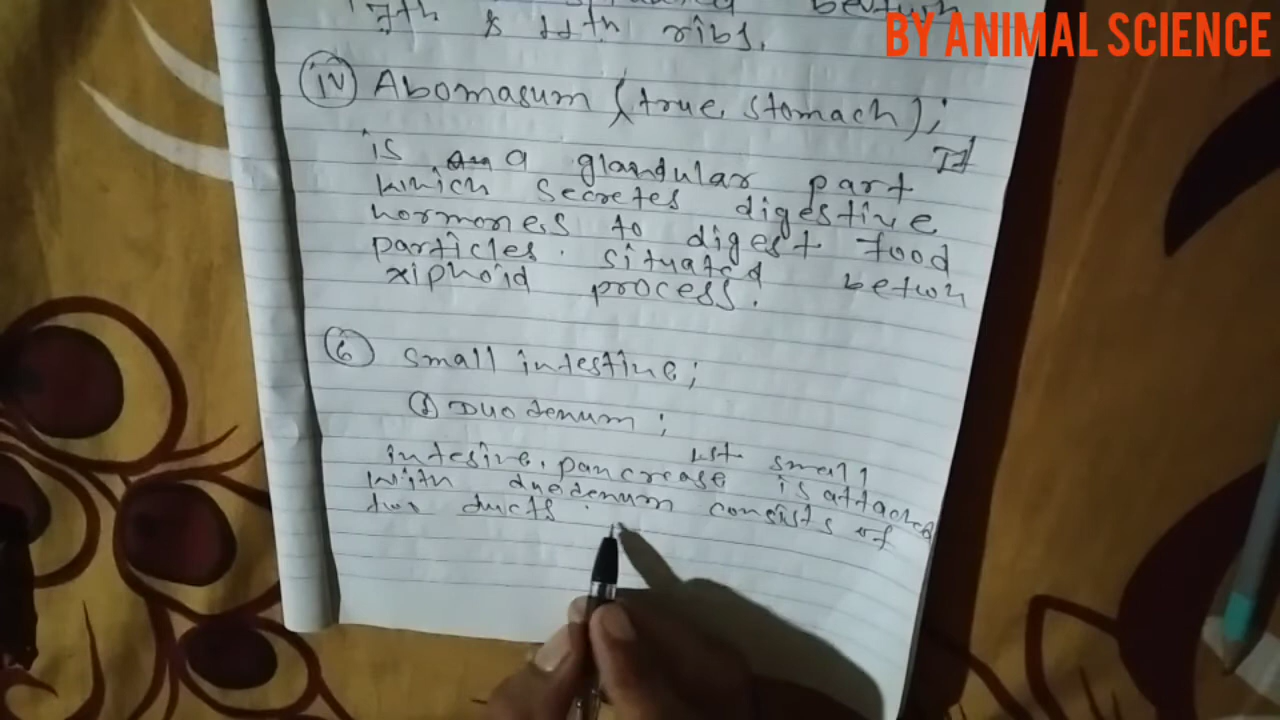 BY ANIMAL SCIENCE
7th & 11th ribs.
(iv) Abomasum (true stomach);
It
is a glandular part
which secretes digestive
hormones to digest food
particles. situated betwn
xiphoid process.
(6) Small intestine;
(i) Duodenum;
1st small
intesine, pancrease is attached
with duodenum consists of
two ducts.